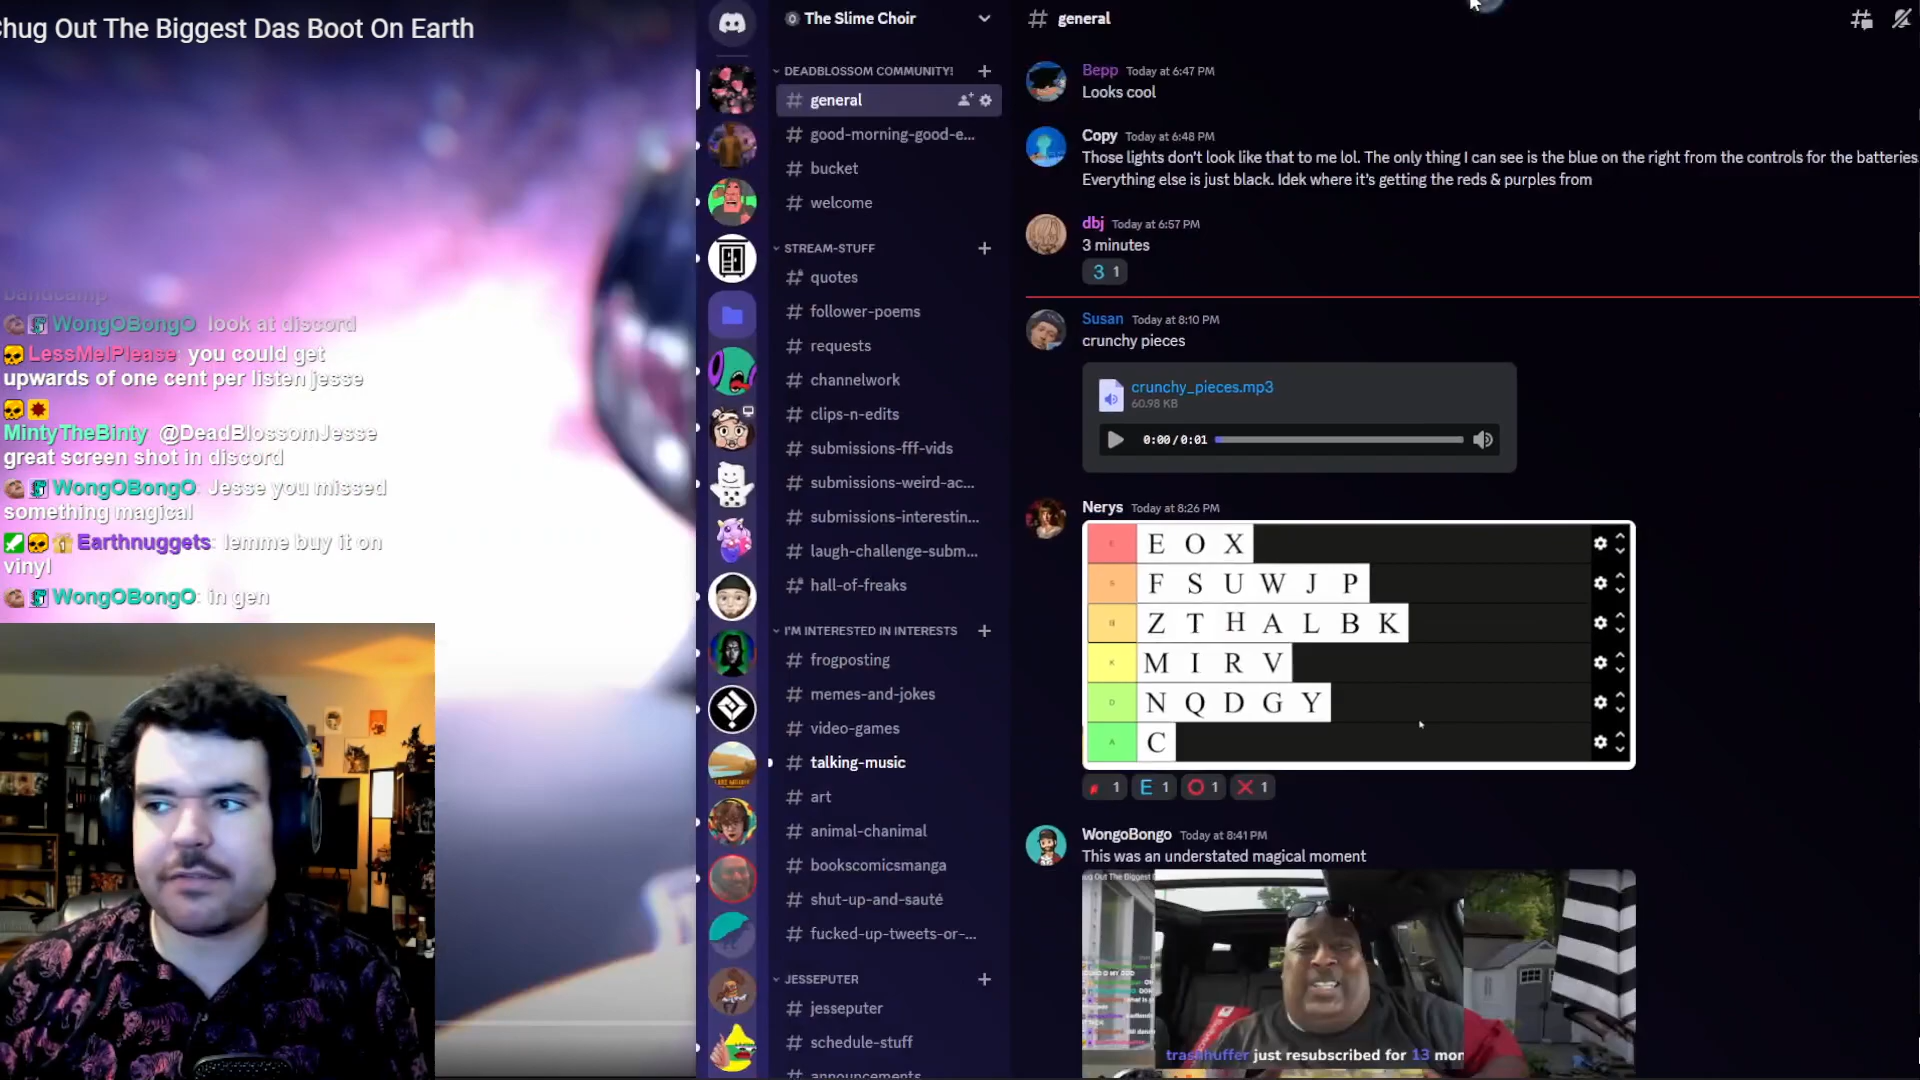 Chug Out The Biggest Das Boot On Earth
bandcamp
WongOBongO look at discord
LessMelPlease you could get
upwards of one cent per listen jesse
MintyTheBinty @DeadBlossomJesse
great screen shot in discord
WongOBongO Jesse you missed
something magical
Earthnuggets lemme buy it on
vinyl
WongOBongO in gen
The Slime Choir
DEADBLOSSOM COMMUNITY!
general
good-morning-good-e...
bucket
welcome
STREAM-STUFF
quotes
follower-poems
requests
channelwork
clips-n-edits
submissions-fff-vids
submissions-weird-ac...
submissions-interestin...
laugh-challenge-subm...
hall-of-freaks
I'M INTERESTED IN INTERESTS
frogposting
memes-and-jokes
video-games
talking-music
art
animal-chanimal
bookscomicsmanga
shut-up-and-sauté
fucked-up-tweets-or-...
JESSEPUTER
jesseputer
schedule-stuff
announcements
# general
Bepp Today at 6:47 PM
Looks cool
Copy Today at 6:48 PM
Those lights don't look like that to me lol. The only thing I can see is the blue on the right from the controls for the batteries.
Everything else is just black. Idek where it's getting the reds & purples from
dbj Today at 6:57 PM
3 minutes
3 1
Susan Today at 8:10 PM
crunchy pieces
crunchy_pieces.mp3
60.98 KB
0:00 / 0:01
Nerys Today at 8:26 PM
E O X
S F S U W J P
Z T H A L B K
K M I R V
D N Q D G Y
A C
1 E 1 1 1
WongoBongo Today at 8:41 PM
This was an understated magical moment
trashhuffer just resubscribed for 13 mon